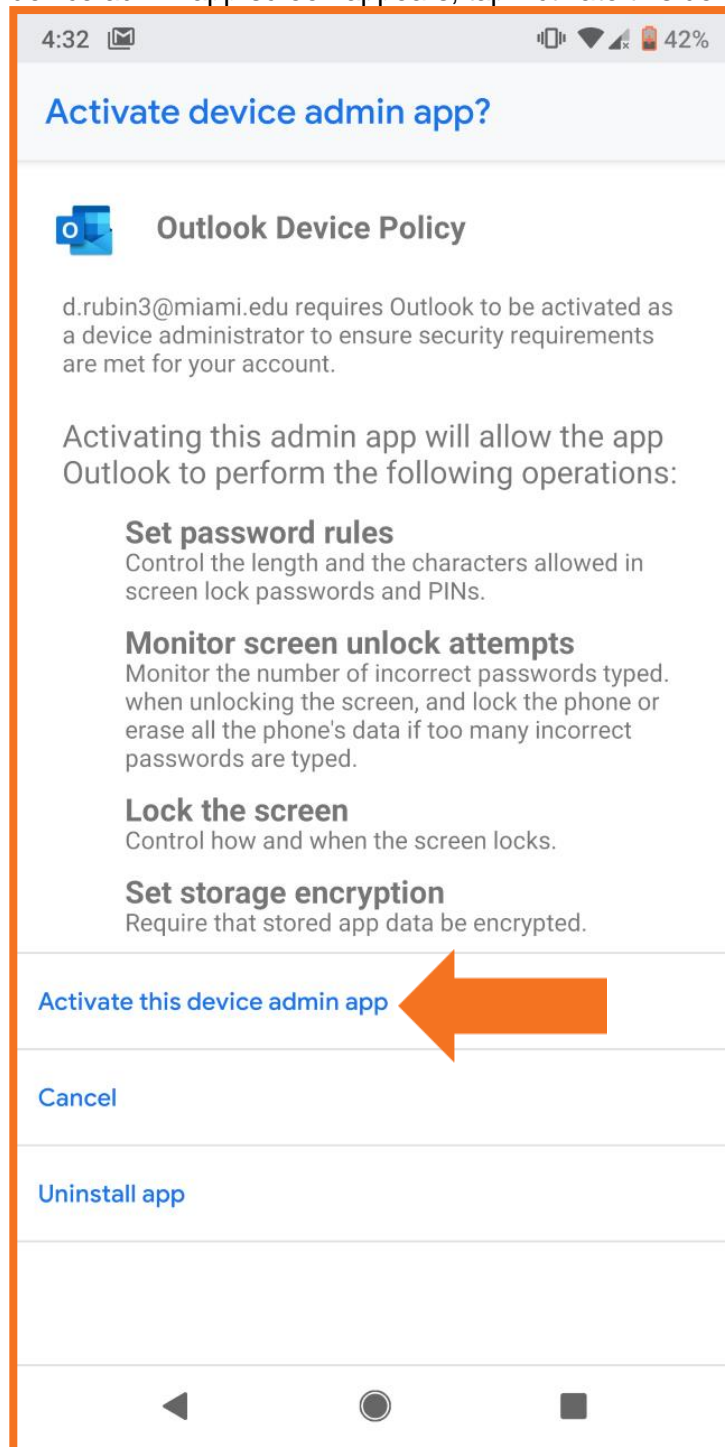 4:32
42%
Activate device admin app?
Outlook Device Policy
d.rubin3@miami.edu requires Outlook to be activated as
a device administrator to ensure security requirements
are met for your account.
Activating this admin app will allow the app
Outlook to perform the following operations:
Set password rules
Control the length and the characters allowed in
screen lock passwords and PINs.
Monitor screen unlock attempts
Monitor the number of incorrect passwords typed.
when unlocking the screen, and lock the phone or
erase all the phone's data if too many incorrect
passwords are typed.
Lock the screen
Control how and when the screen locks.
Set storage encryption
Require that stored app data be encrypted.
Activate this device admin app
Cancel
Uninstall app